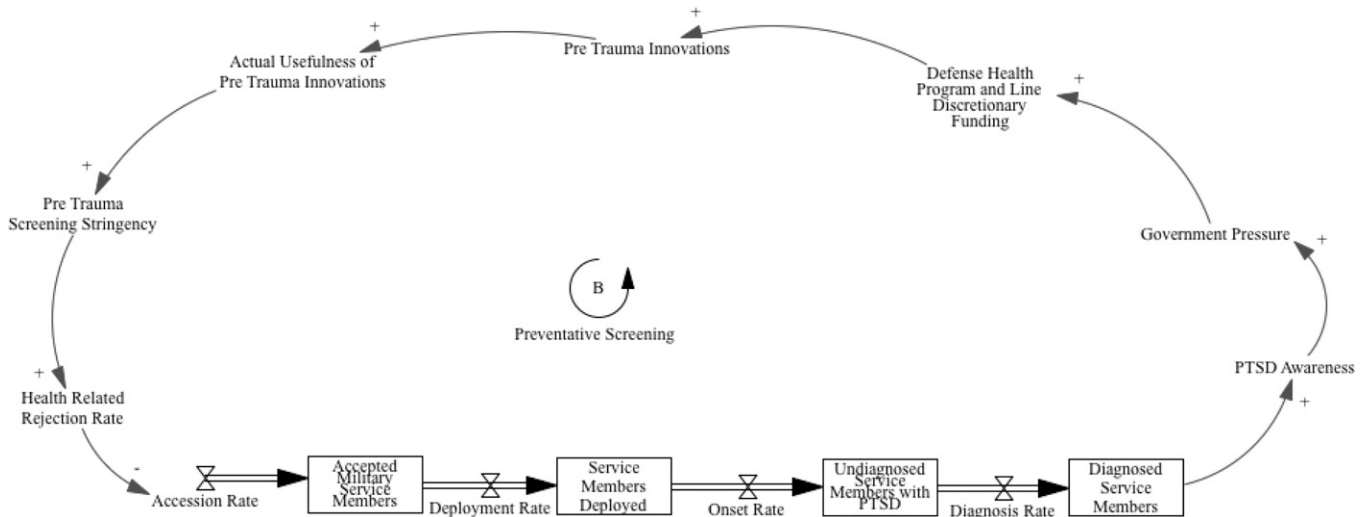 +
Pre Trauma Innovations
+
Actual Usefulness of
Pre Trauma Innovations
+
Defense Health
Program and Line
Discretionary
Funding
+
+
Pre Trauma
Screening Stringency
Government Pressure
+
B
Preventative Screening
+
Health Related
Rejection Rate
PTSD Awareness
+
-
Accession Rate
Accepted
Military
Service
Members
Deployment Rate
Service
Members
Deployed
Onset Rate
Undiagnosed
Service
Members with
PTSD
Diagnosis Rate
Diagnosed
Service
Members